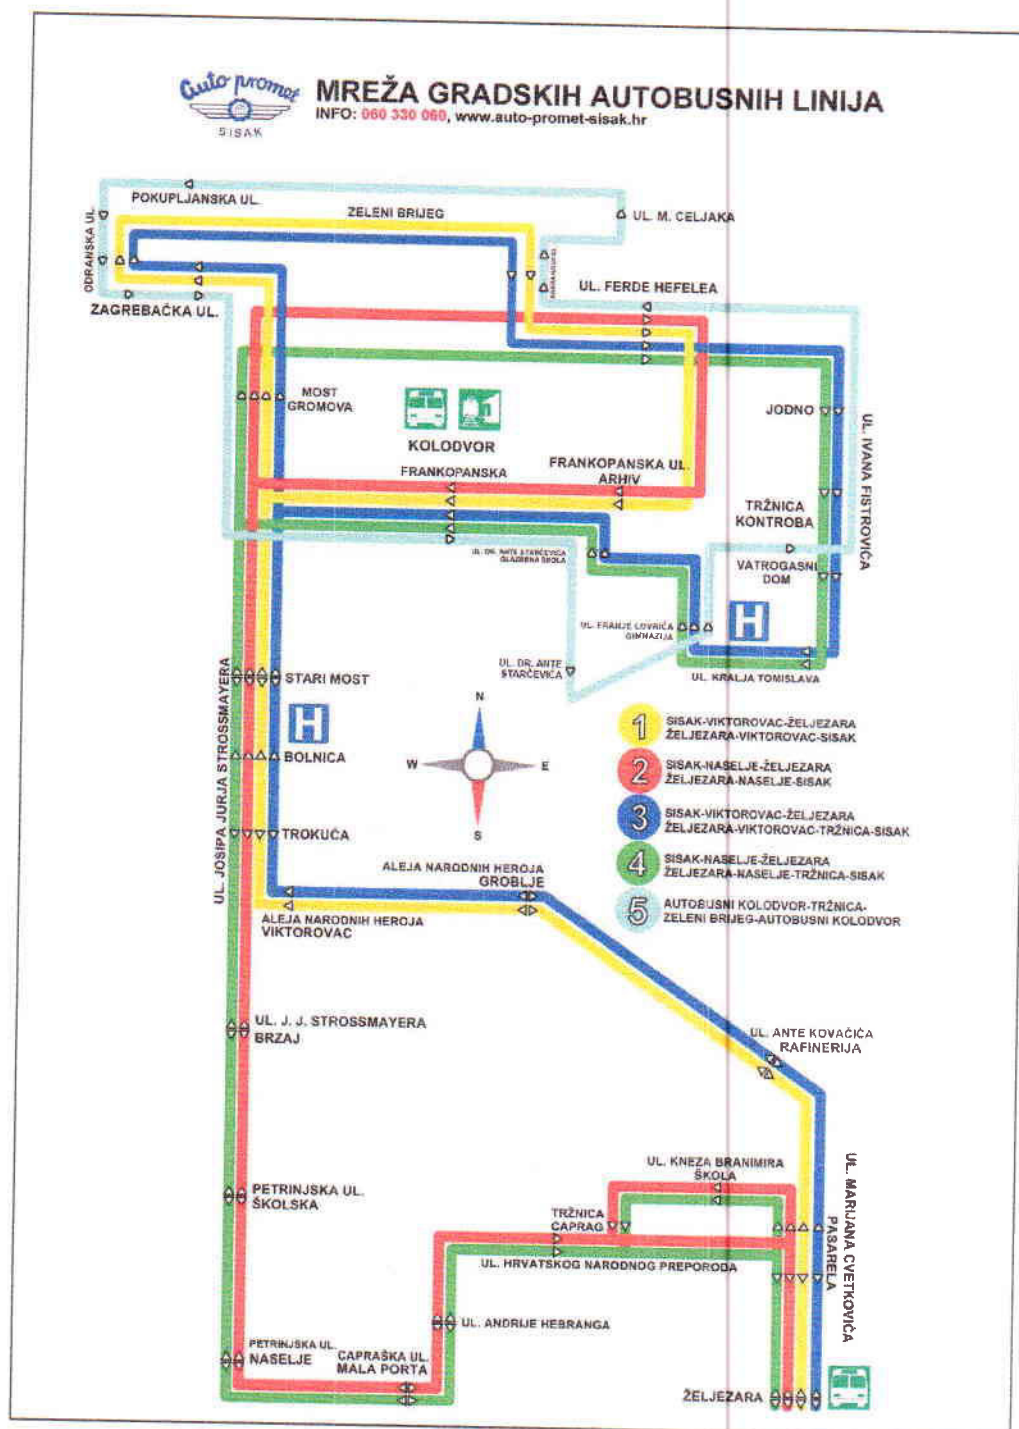 Auto promet
SISAK
MREŽA GRADSKIH AUTOBUSNIH LINIJA
INFO: 060 330 060, www.auto-promet-sisak.hr
POKUPLJANSKA UL.
ZELENI BRIJEG
UL. M. CELJAKA
ODRANSKA UL.
UL. FERDE HEFELEA
ZAGREBAČKA UL.
MOST
GROMOVA
KOLODVOR
JODNO
UL. IVANA FISTROVIĆA
FRANKOPANSKA
FRANKOPANSKA UL.
ARHIV
TRŽNICA
KONTROBA
UL. DR. ANTE STARČEVIĆA
GLAZBENA ŠKOLA
VATROGASNI
DOM
UL. FRANJE LOVRIĆA
GIMNAZIJA
H
UL. DR. ANTE
STARČEVIĆA
UL. KRALJA TOMISLAVA
UL. JOSIPA JURJA STROSSMAYERA
STARI MOST
H
BOLNICA
TROKUĆA
N
W
E
S
1 SISAK-VIKTOROVAC-ŽELJEZARA
ŽELJEZARA-VIKTOROVAC-SISAK
2 SISAK-NASELJE-ŽELJEZARA
ŽELJEZARA-NASELJE-SISAK
3 SISAK-VIKTOROVAC-ŽELJEZARA
ŽELJEZARA-VIKTOROVAC-TRŽNICA-SISAK
4 SISAK-NASELJE-ŽELJEZARA
ŽELJEZARA-NASELJE-TRŽNICA-SISAK
5 AUTOBUSNI KOLODVOR-TRŽNICA-
ZELENI BRIJEG-AUTOBUSNI KOLODVOR
ALEJA NARODNIH HEROJA
GROBLJE
ALEJA NARODNIH HEROJA
VIKTOROVAC
UL. J. J. STROSSMAYERA
BRZAJ
UL. ANTE KOVAČIĆA
RAFINERIJA
UL. KNEZA BRANIMIRA
ŠKOLA
PETRINJSKA UL.
ŠKOLSKA
TRŽNICA
CAPRAG
UL. MARIJANA CVETKOVIĆA
PASARELA
UL. HRVATSKOG NARODNOG PREPORODA
UL. ANDRIJE HEBRANGA
PETRINJSKA UL.
NASELJE
CAPRAŠKA UL.
MALA PORTA
ŽELJEZARA